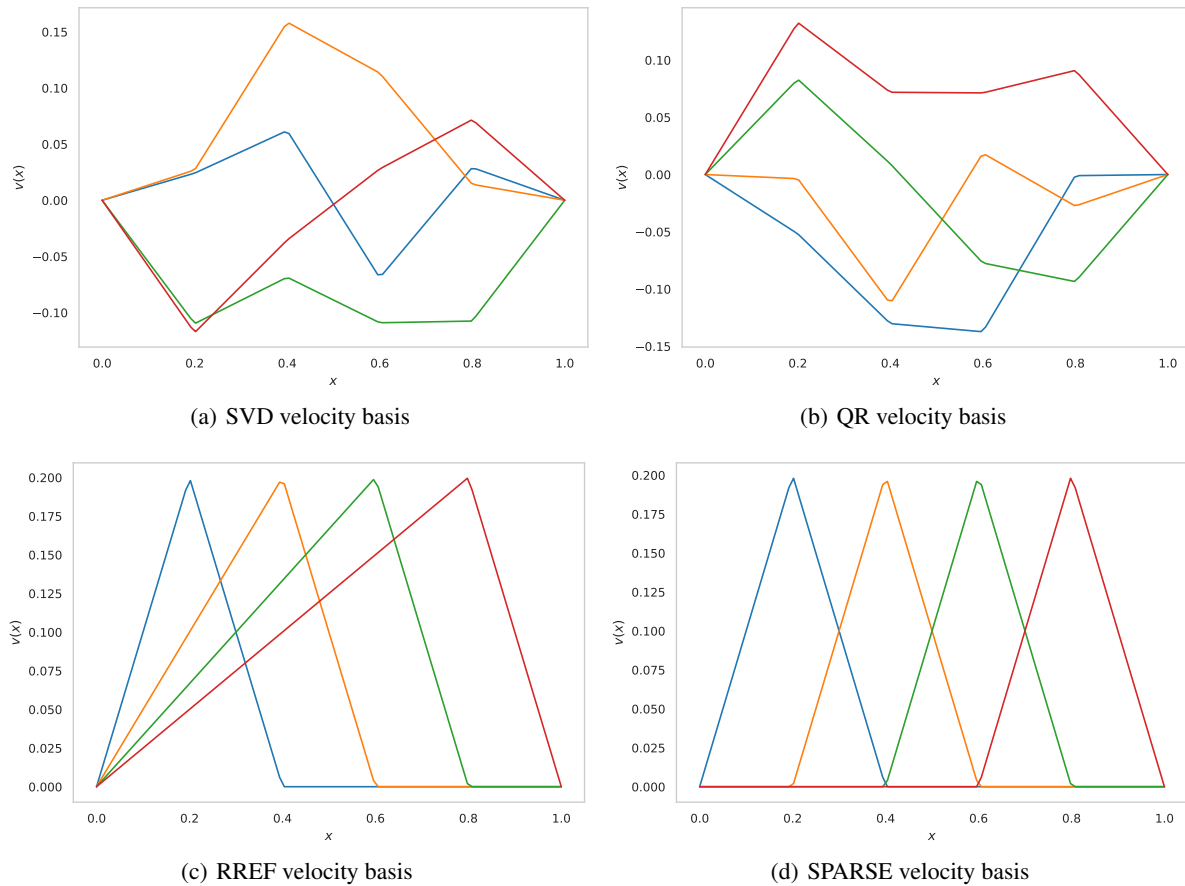 0.15
0.10
0.05
0.00
−0.05
−0.10
v(x)
0.0 0.2 0.4 0.6 0.8 1.0
x
(a) SVD velocity basis
0.10
0.05
0.00
−0.05
−0.10
−0.15
v(x)
0.0 0.2 0.4 0.6 0.8 1.0
x
(b) QR velocity basis
0.200
0.175
0.150
0.125
0.100
0.075
0.050
0.025
0.000
v(x)
0.0 0.2 0.4 0.6 0.8 1.0
x
(c) RREF velocity basis
0.200
0.175
0.150
0.125
0.100
0.075
0.050
0.025
0.000
v(x)
0.0 0.2 0.4 0.6 0.8 1.0
x
(d) SPARSE velocity basis